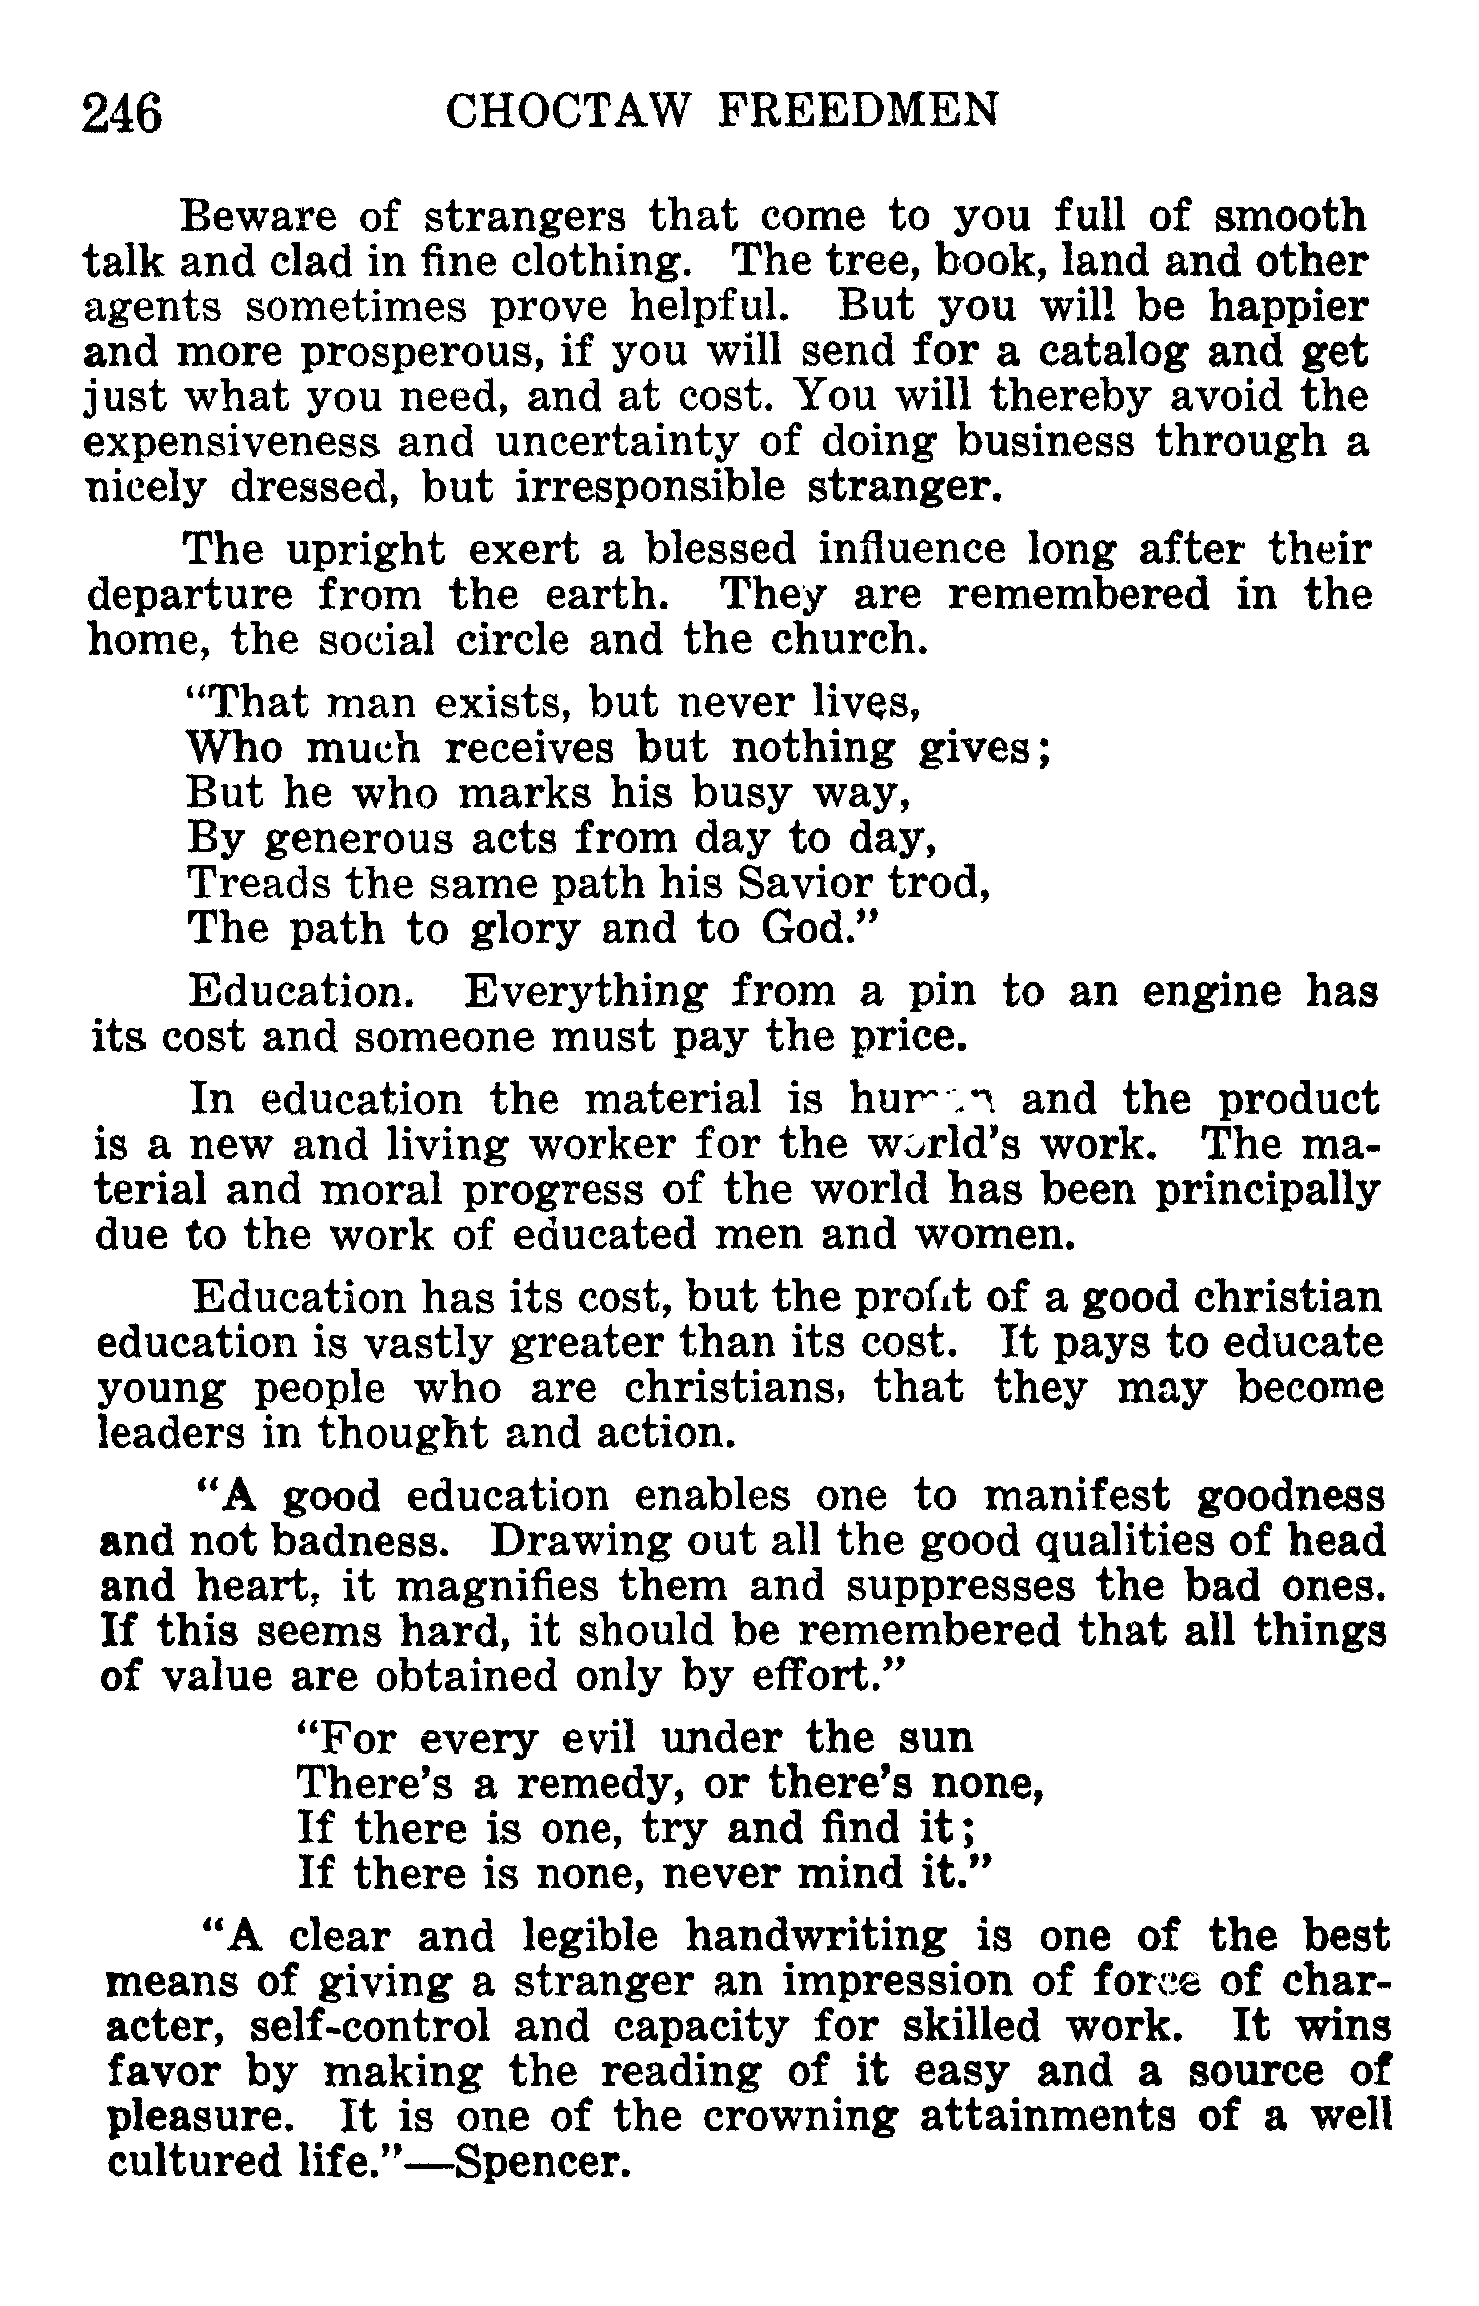 246 CHOCTAW FREEDMEN
Beware of strangers that come to you full of smooth
talk and clad in fine clothing. The tree, book, land and other
agents sometimes prove helpful. But you will be happier
and more prosperous, if you will send for a catalog and get
just what you need, and at cost. You will thereby avoid the
expensiveness and uncertainty of doing business through a
nicely dressed, but irresponsible stranger.
The upright exert a blessed influence long after their
departure from the earth. They are remembered in the
home, the social circle and the church.
“That man exists, but never lives,
Who much receives but nothing gives;
But he who marks his busy way,
By generous acts from day to day,
Treads the same path his Savior trod,
The path to glory and to God.”
Education. Everything from a pin to an engine has
its cost and someone must pay the price.
In education the material is human and the product
is a new and living worker for the world’s work. The ma-
terial and moral progress of the world has been principally
due to the work of educated men and women.
Education has its cost, but the profit of a good christian
education is vastly greater than its cost. It pays to educate
young people who are christians, that they may become
leaders in thought and action.
“A good education enables one to manifest goodness
and not badness. Drawing out all the good qualities of head
and heart, it magnifies them and suppresses the bad ones.
If this seems hard, it should be remembered that all things
of value are obtained only by effort.”
“For every evil under the sun
There’s a remedy, or there’s none,
If there is one, try and find it;
If there is none, never mind it.”
“A clear and legible handwriting is one of the best
means of giving a stranger an impression of force of char-
acter, self-control and capacity for skilled work. It wins
favor by making the reading of it easy and a source of
pleasure. It is one of the crowning attainments of a well
cultured life.”—Spencer.